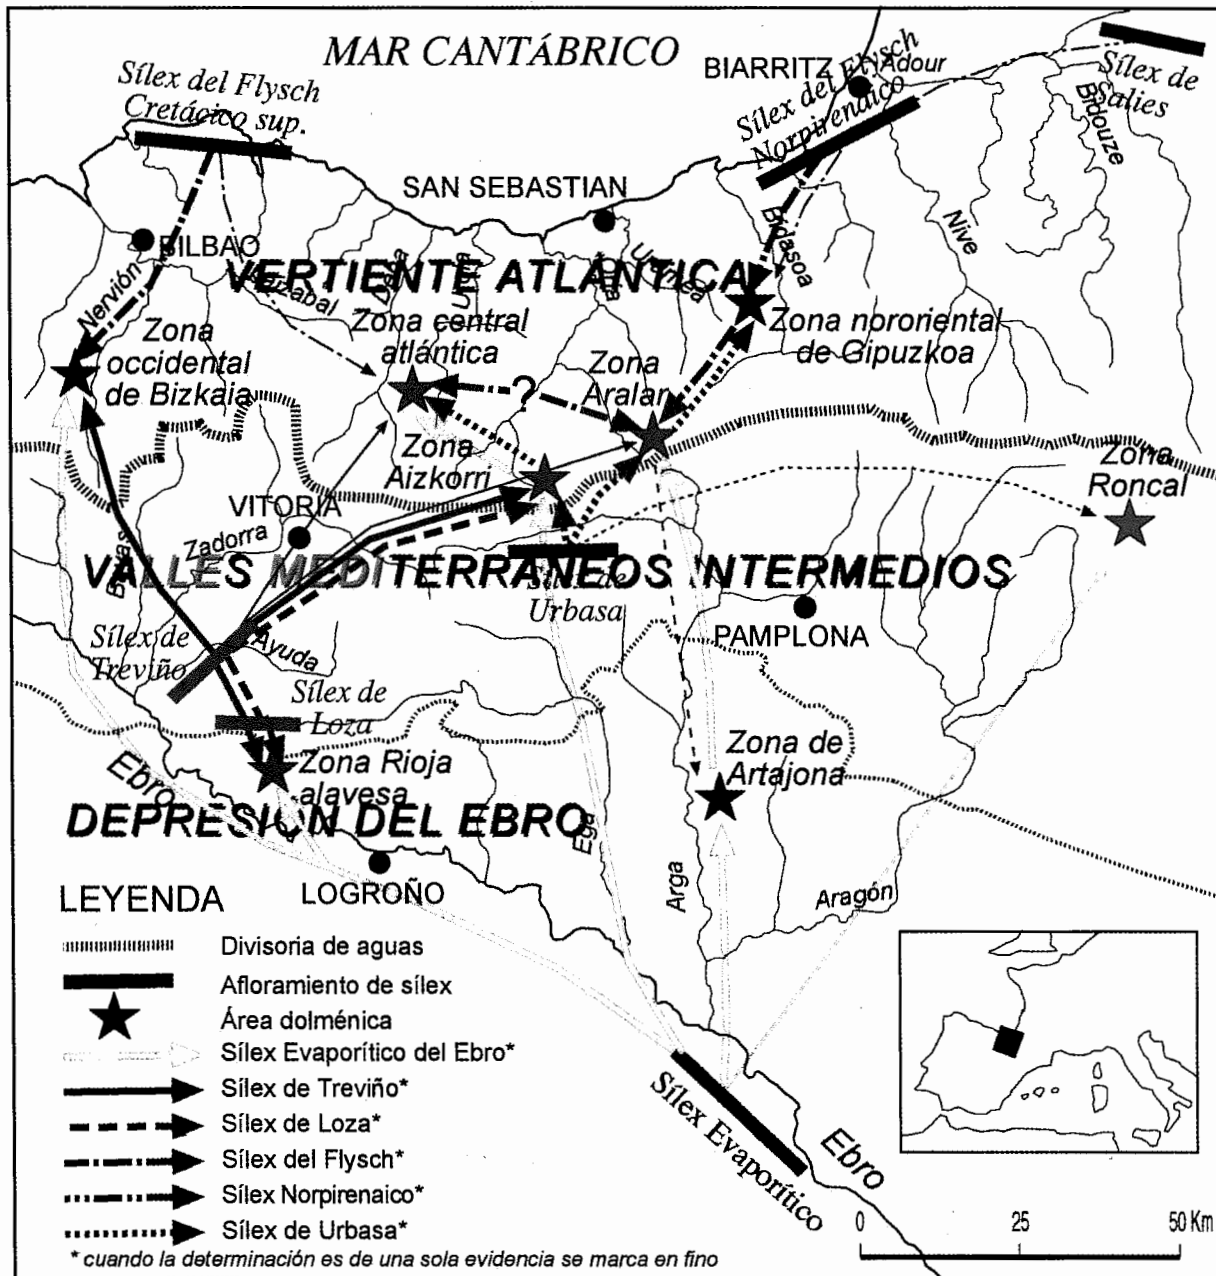 MAR CANTÁBRICO
Sílex del Flysch
Cretácico sup.
BIARRITZ
Adour
Sílex del Flysch
Norpirenaico
Sílex de
Salies
Bidouze
Nive
SAN SEBASTIAN
Bidasoa
Urumea
BILBAO
Nervión
VERTIENTE ATLÁNTICA
Zona
occidental
de Bizkaia
Zona central
atlántica
Zona
Aralar
Zona nororiental
de Gipuzkoa
?
Zona
Aizkorri
Zona
Roncal
VITORIA
Zadorra
VALLES MEDITERRANEOS INTERMEDIOS
Sílex de
Urbasa
PAMPLONA
Sílex de
Treviño
Ayuda
Sílex de
Loza
Zona Rioja
alavesa
Zona de
Artajona
Ebro
DEPRESIÓN DEL EBRO
Ega
Arga
Aragón
LOGROÑO
LEYENDA
Divisoria de aguas
Afloramiento de sílex
Área dolménica
Sílex Evaporítico del Ebro*
Sílex de Treviño*
Sílex de Loza*
Sílex del Flysch*
Sílex Norpirenaico*
Sílex de Urbasa*
* cuando la determinación es de una sola evidencia se marca en fino
Sílex Evaporítico
Ebro
0 25 50 Km